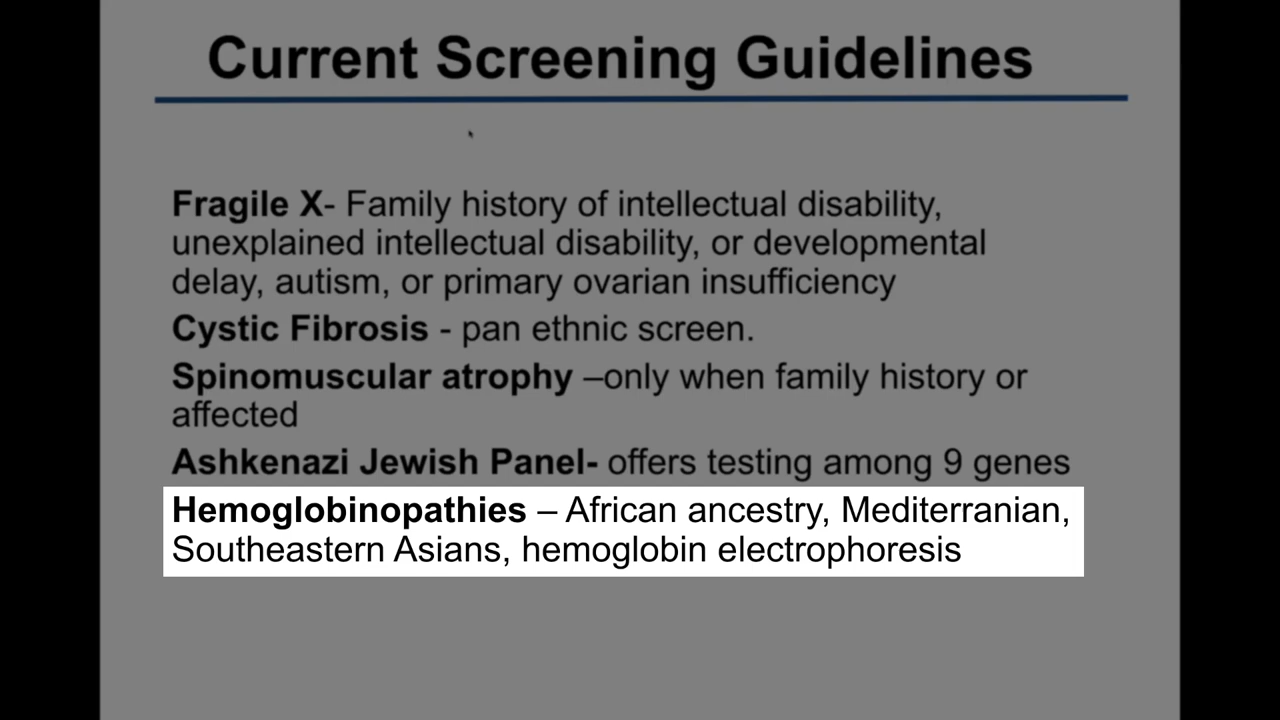 Current Screening Guidelines
Fragile X- Family history of intellectual disability,
unexplained intellectual disability, or developmental
delay, autism, or primary ovarian insufficiency
Cystic Fibrosis - pan ethnic screen.
Spinomuscular atrophy –only when family history or
affected
Ashkenazi Jewish Panel- offers testing among 9 genes
Hemoglobinopathies – African ancestry, Mediterranean,
Southeastern Asians, hemoglobin electrophoresis